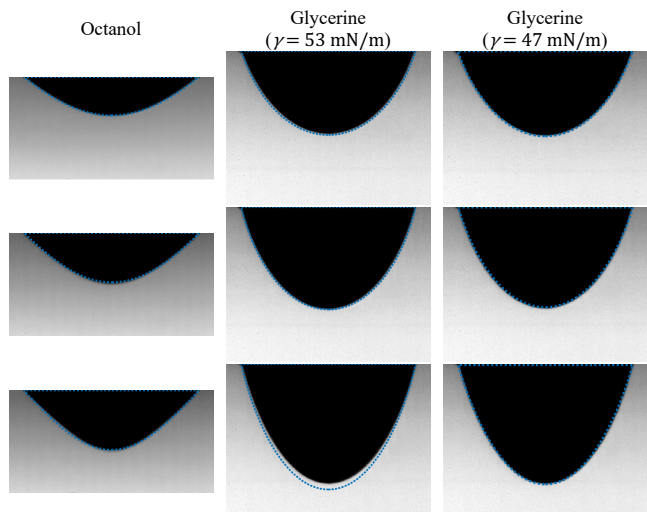 Octanol
Glycerine
(γ = 53 mN/m)
Glycerine
(γ = 47 mN/m)